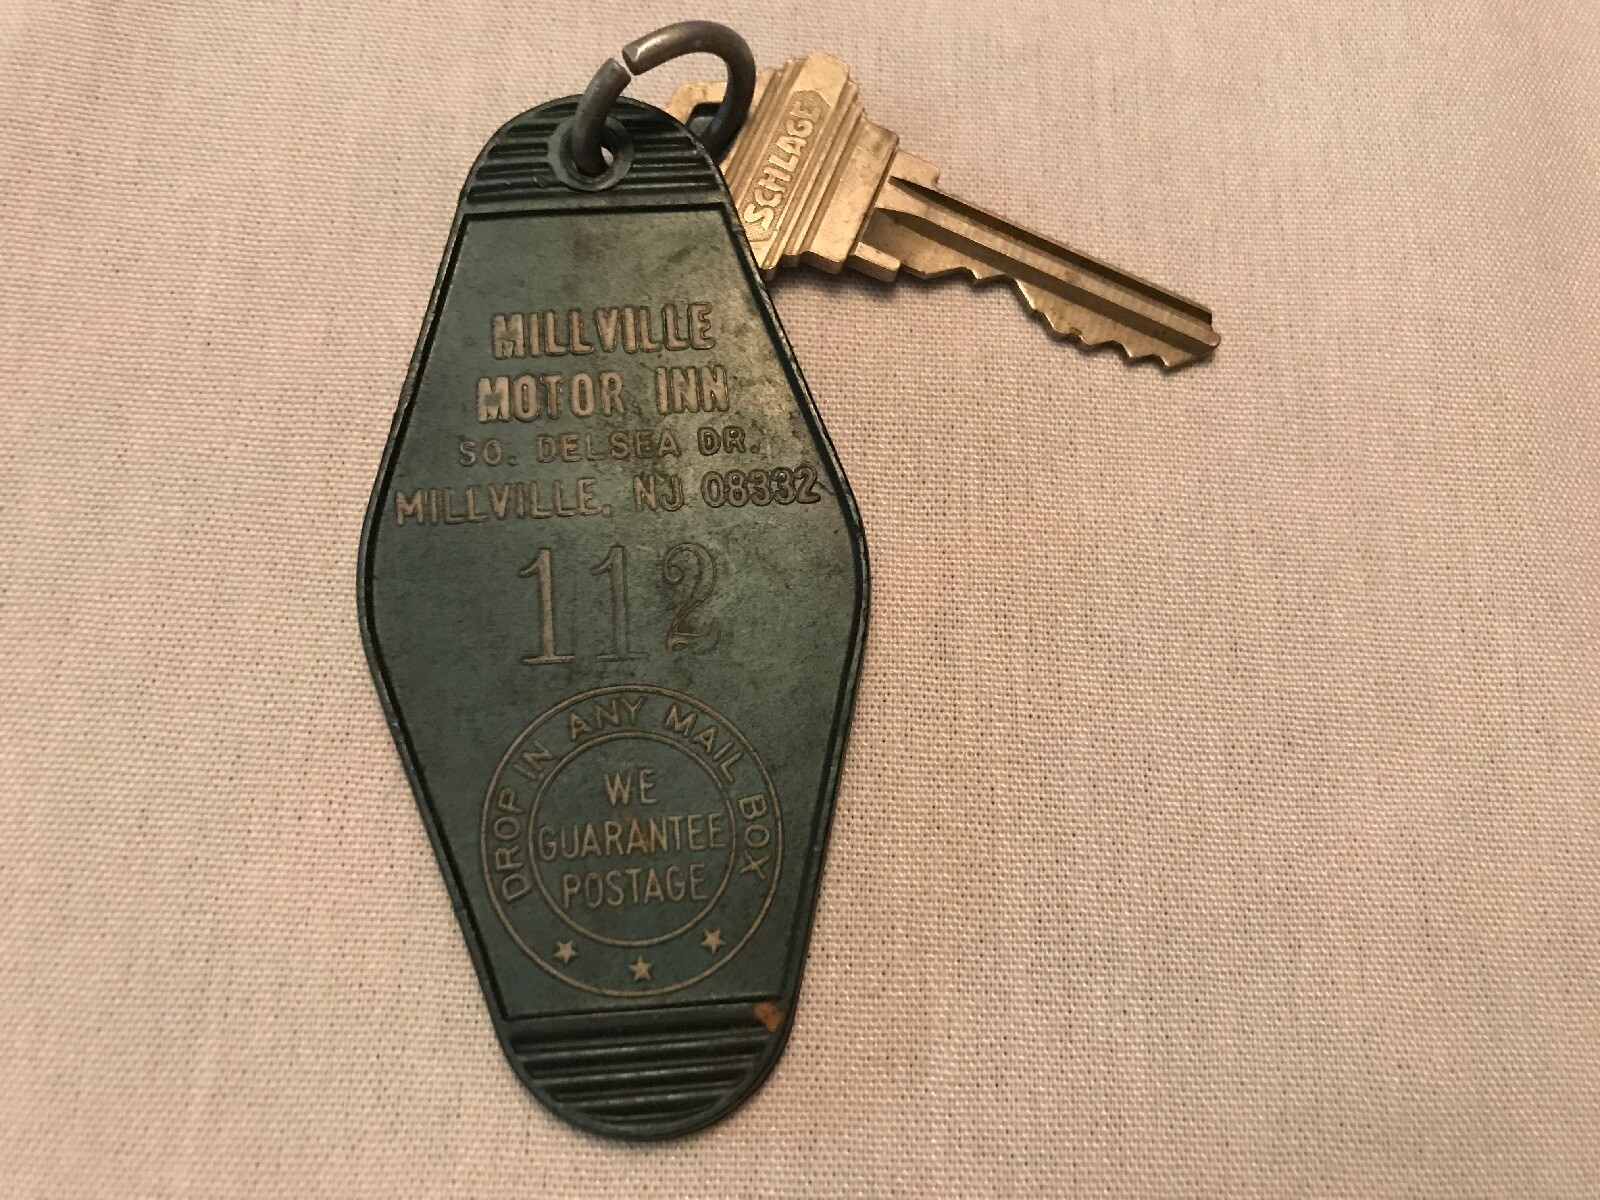 SCHLAGE
MILLVILLE
MOTOR INN
SO. DELSEA DR.
MILLVILLE, NJ 08332
112
DROP IN ANY MAIL BOX
WE
GUARANTEE
POSTAGE